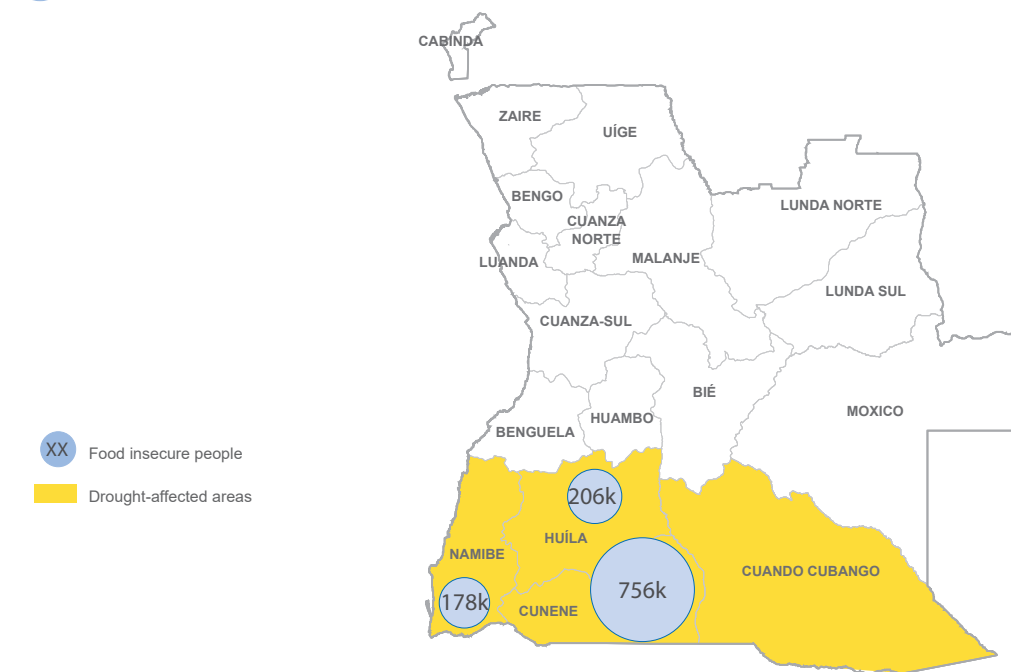 CABINDA
ZAIRE
UÍGE
BENGO
LUNDA NORTE
CUANZA
NORTE
LUANDA
MALANJE
LUNDA SUL
CUANZA-SUL
BIÉ
MOXICO
HUAMBO
BENGUELA
XX Food insecure people
Drought-affected areas
206k
HUÍLA
NAMIBE
CUANDO CUBANGO
756k
178k
CUNENE